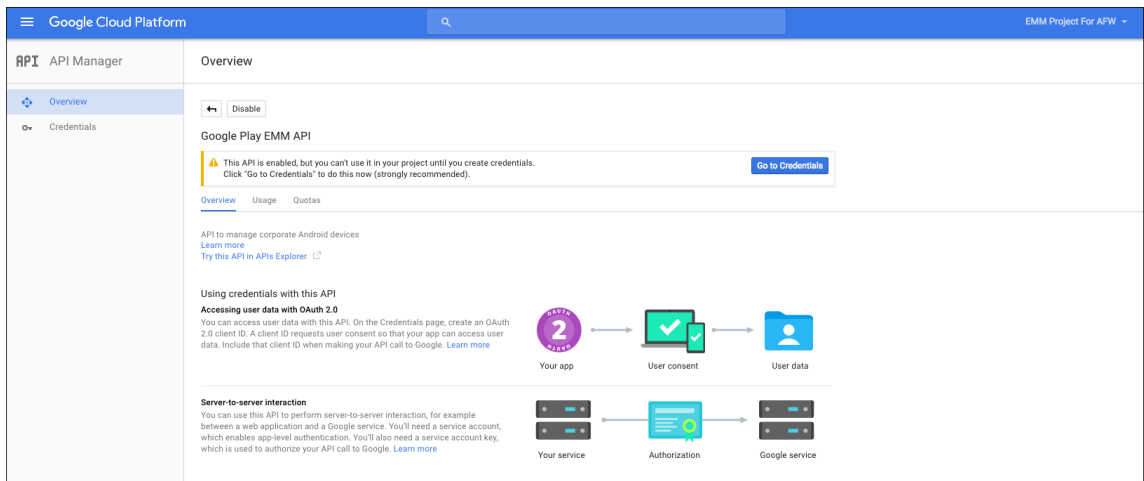 Google Cloud Platform
EMM Project For AFW
API API Manager
Overview
Overview
Credentials
Disable
Google Play EMM API
This API is enabled, but you can't use it in your project until you create credentials.
Click "Go to Credentials" to do this now (strongly recommended).
Go to Credentials
Overview Usage Quotas
API to manage corporate Android devices
Learn more
Try this API in APIs Explorer
Using credentials with this API
Accessing user data with OAuth 2.0
You can access user data with this API. On the Credentials page, create an OAuth
2.0 client ID. A client ID requests user consent so that your app can access user
data. Include that client ID when making your API call to Google. Learn more
OAUTH
2
OAUTH
Your app User consent User data
Server-to-server interaction
You can use this API to perform server-to-server interaction, for example
between a web application and a Google service. You'll need a service account,
which enables app-level authentication. You'll also need a service account key,
which is used to authorize your API call to Google. Learn more
Your service Authorization Google service